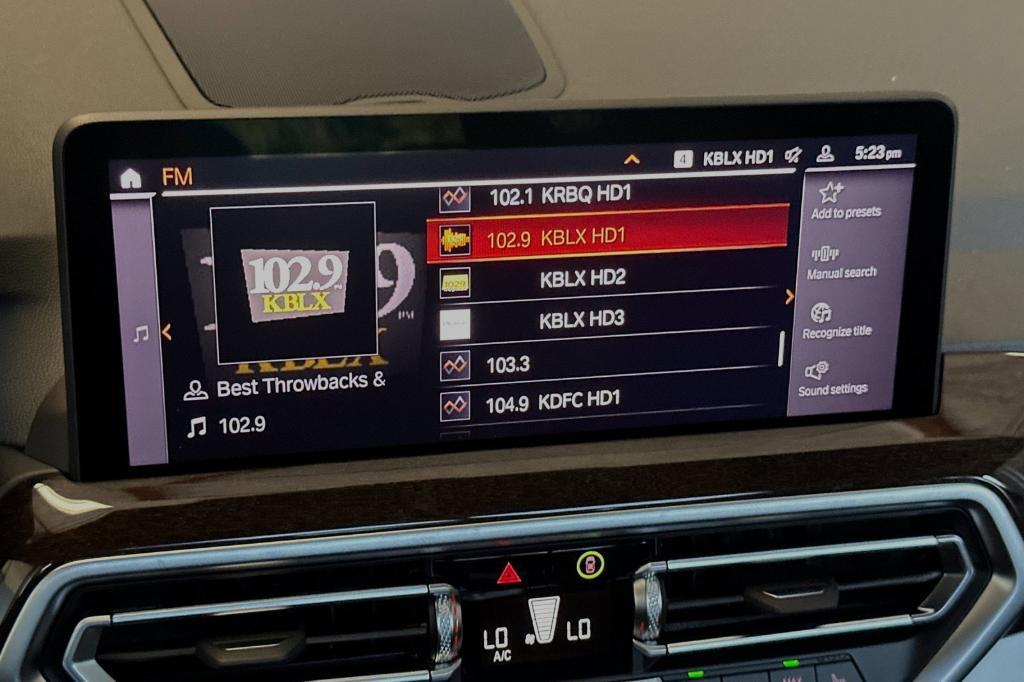 FM
4 KBLX HD1 5:23pm
102.9
KBLX
Best Throwbacks &
102.9
102.1 KRBQ HD1
102.9 KBLX HD1
KBLX HD2
KBLX HD3
103.3
104.9 KDFC HD1
Add to presets
Manual search
Recognize title
Sound settings
LO LO
A/C
MAX